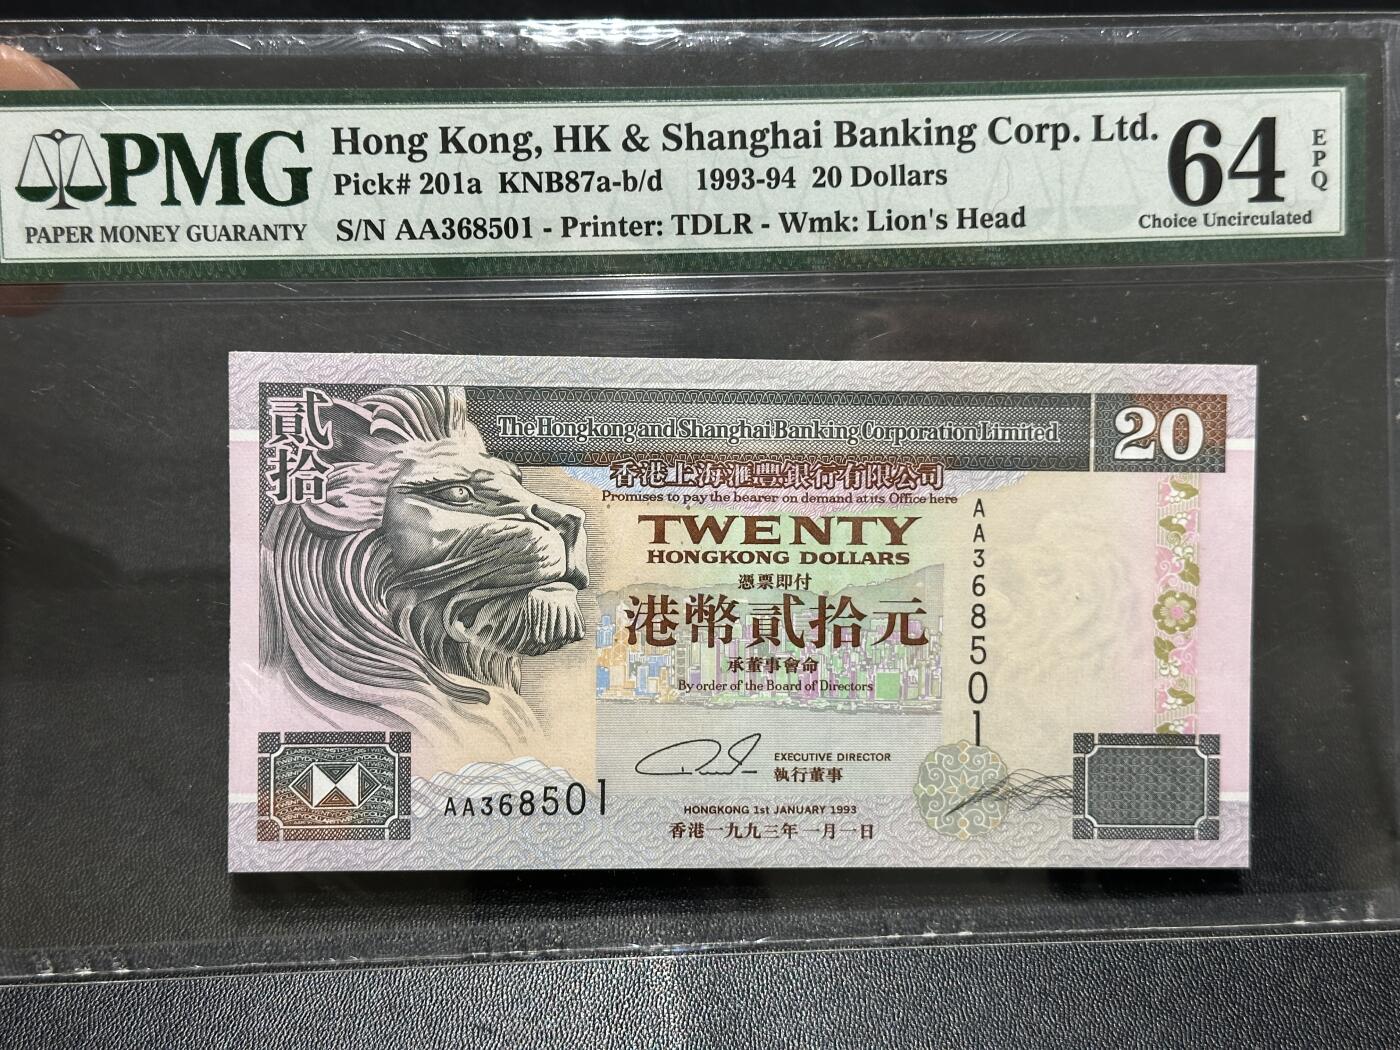 PMG
PAPER MONEY GUARANTY
Hong Kong, HK & Shanghai Banking Corp. Ltd.
Pick# 201a KNB87a-b/d 1993-94 20 Dollars
S/N AA368501 - Printer: TDLR - Wmk: Lion's Head
64
EPQ
Choice Uncirculated
貳拾
The Hongkong and Shanghai Banking Corporation Limited
20
香港上海滙豐銀行有限公司
Promises to pay the bearer on demand at its Office here
TWENTY
HONGKONG DOLLARS
憑票即付
港幣貳拾元
承董事會命
By order of the Board of Directors
AA368501
EXECUTIVE DIRECTOR
執行董事
AA368501
HONGKONG 1st JANUARY 1993
香港一九九三年一月一日